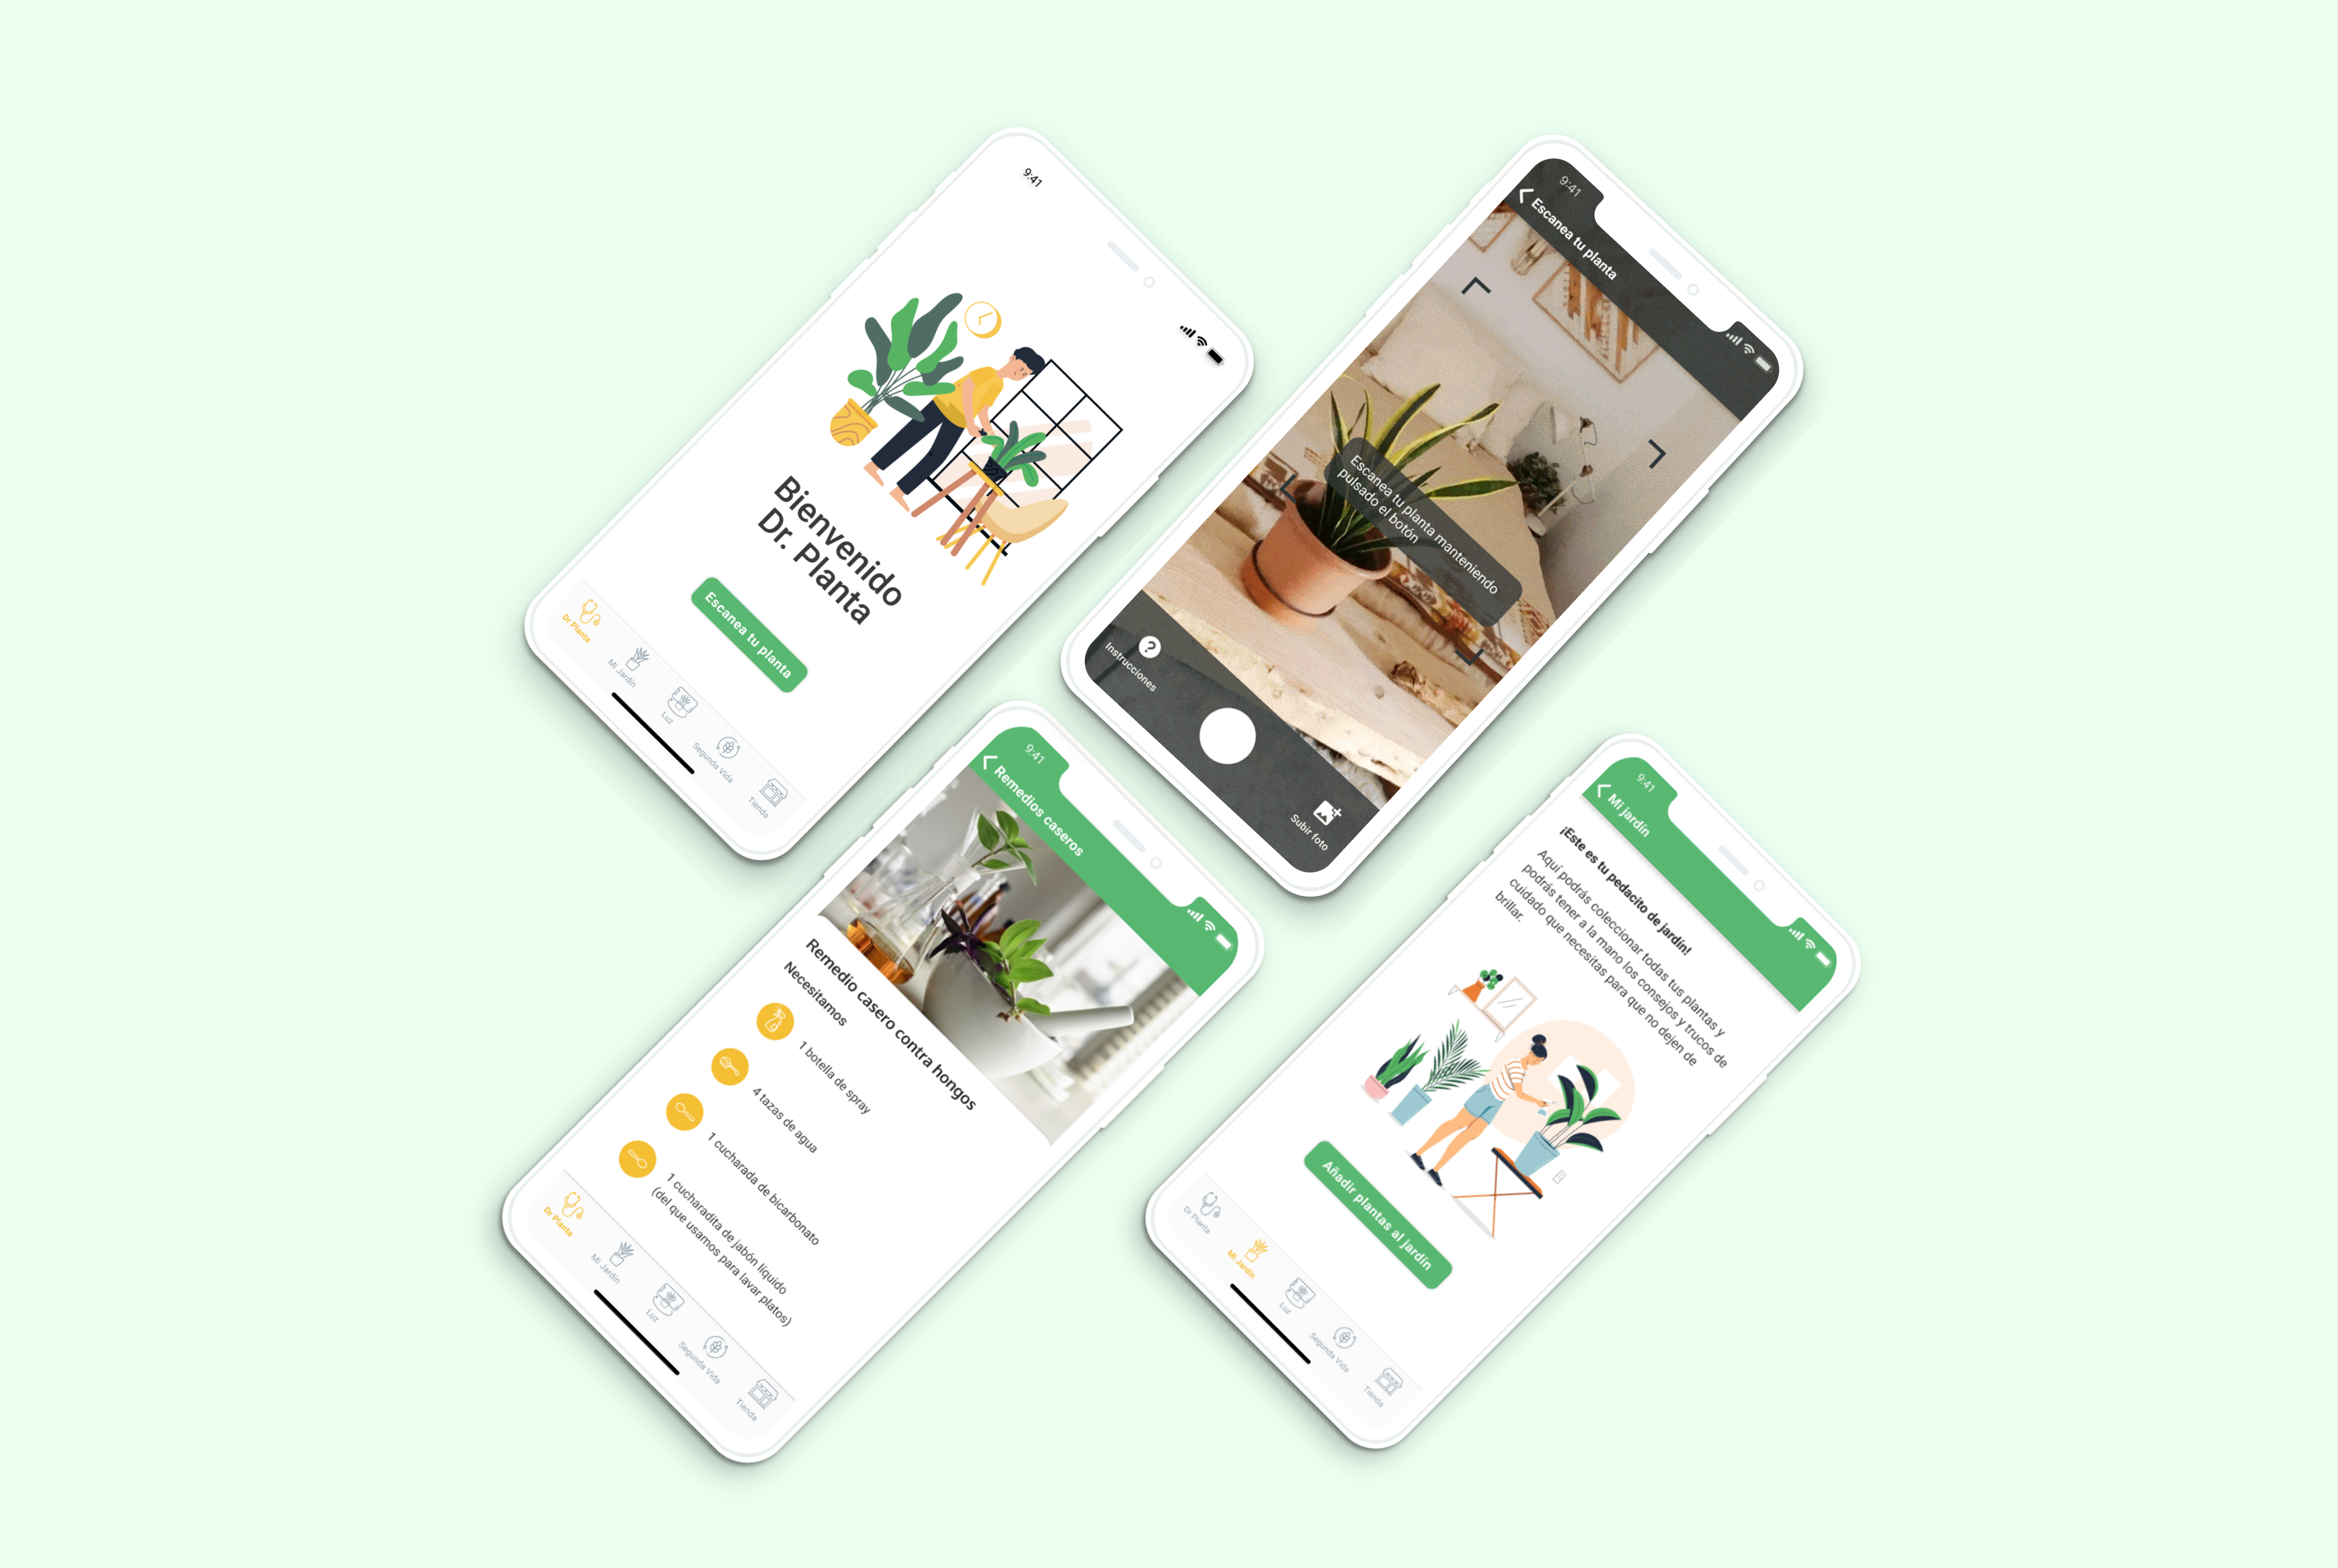 9:41
Bienvenido
Dr. Planta
Escanea tu planta
Dr Planta
Mi Jardín
Luz
Segunda Vida
Tienda
9:41
Escanea tu planta
Escanea tu planta manteniendo
pulsado el botón
?
Instrucciones
Subir foto
9:41
Remedios caseros
Remedio casero contra hongos
Necesitamos
1 botella de spray
4 tazas de agua
1 cucharada de bicarbonato
1 cucharadita de jabón líquido
(del que usamos para lavar platos)
Dr Planta
Mi Jardín
Luz
Segunda Vida
Tienda
9:41
Mi jardín
¡Este es tu pedacito de jardín!
Aquí podrás coleccionar todas tus plantas y
podrás tener a la mano los consejos y trucos de
cuidado que necesitas para que no dejen de
brillar.
Añadir plantas al jardín
Dr Planta
Mi Jardín
Luz
Segunda Vida
Tienda